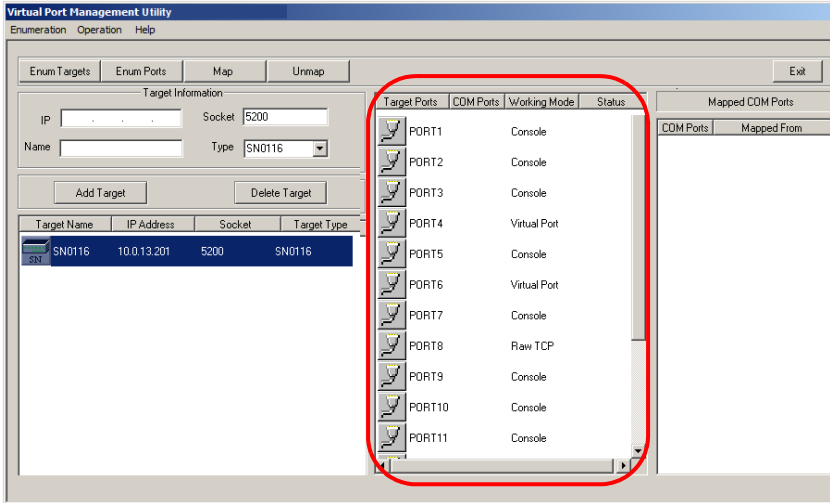 Virtual Port Management Utility
Enumeration Operation Help
Enum Targets Enum Ports Map Unmap Exit
Target Information
IP . . . Socket 5200
Name Type SN0116
Add Target Delete Target
Target Name IP Address Socket Target Type
SN SN0116 10.0.13.201 5200 SN0116
Target Ports COM Ports Working Mode Status
PORT1 Console
PORT2 Console
PORT3 Console
PORT4 Virtual Port
PORT5 Console
PORT6 Virtual Port
PORT7 Console
PORT8 Raw TCP
PORT9 Console
PORT10 Console
PORT11 Console
Mapped COM Ports
COM Ports Mapped From